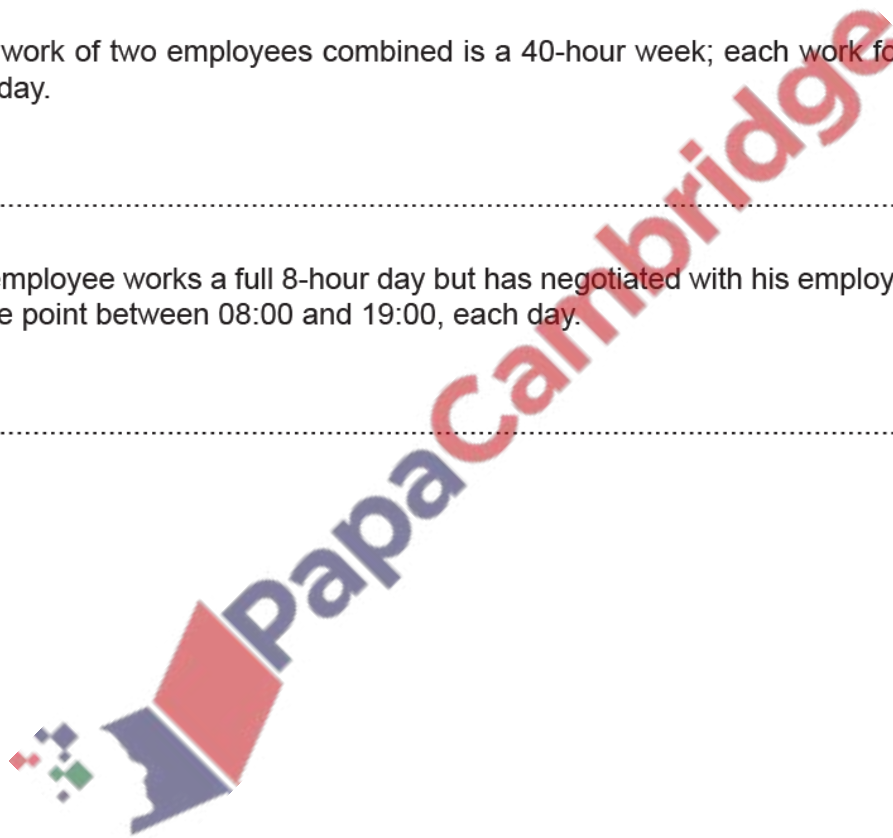 work of two employees combined is a 40-hour week; each work fo
day.
employee works a full 8-hour day but has negotiated with his employ
e point between 08:00 and 19:00, each day.
PapaCambridge